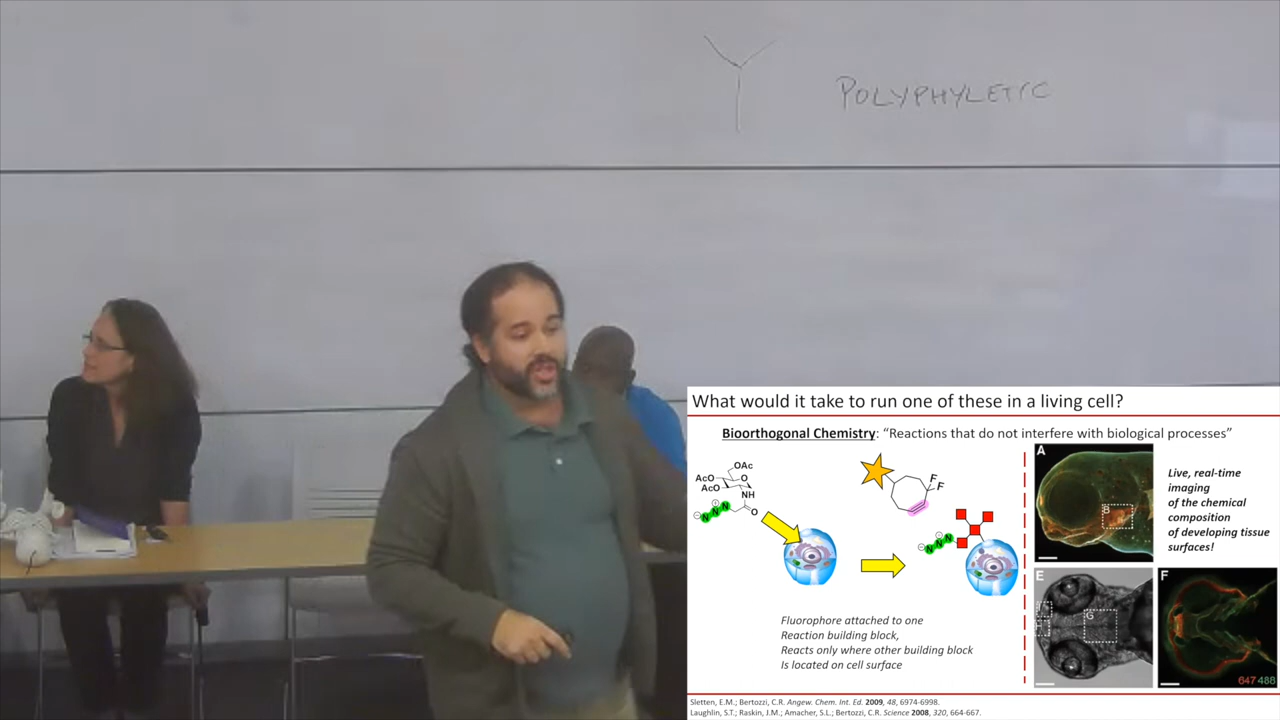 POLYPHYLETIC
What would it take to run one of these in a living cell?
Bioorthogonal Chemistry: “Reactions that do not interfere with biological processes”
OAc
AcO
O
AcO
NH
N N N
O
F
F
N N N
Fluorophore attached to one
Reaction building block,
Reacts only where other building block
Is located on cell surface
A
B
Live, real-time
imaging
of the chemical
composition
of developing tissue
surfaces!
E
G
F
647 488
Sletten, E.M.; Bertozzi, C.R. Angew. Chem. Int. Ed. 2009, 48, 6974-6998.
Laughlin, S.T.; Raskin, J.M.; Amacher, S.L.; Bertozzi, C.R. Science 2008, 320, 664-667.